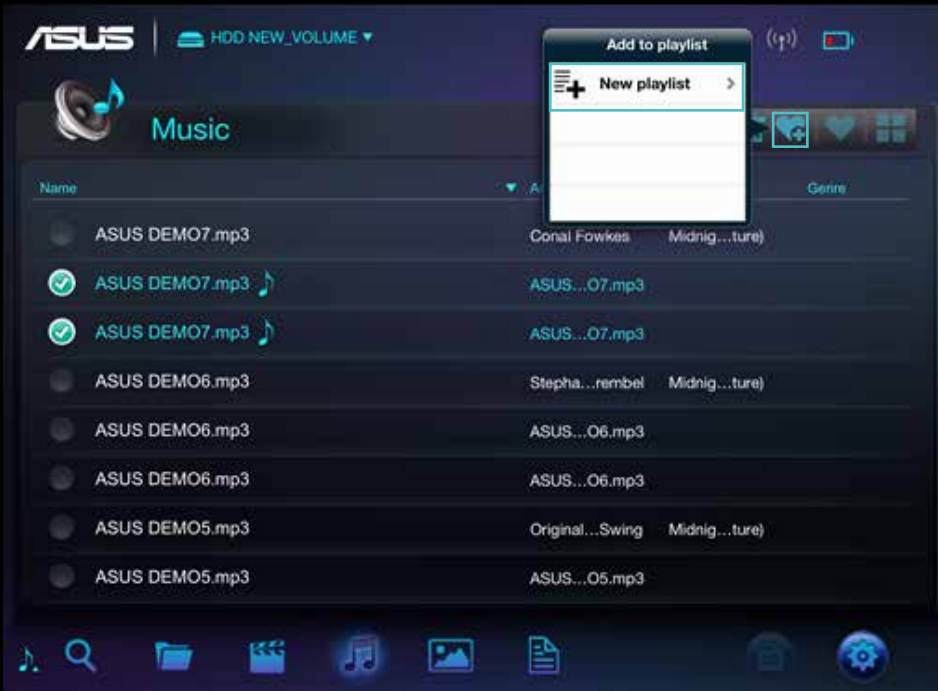 ASUS
HDD NEW_VOLUME
Add to playlist
New playlist
Music
Name
Genre
ASUS DEMO7.mp3 Conal Fowkes Midnig...ture)
ASUS DEMO7.mp3 ASUS...O7.mp3
ASUS DEMO7.mp3 ASUS...O7.mp3
ASUS DEMO6.mp3 Stepha...rembel Midnig...ture)
ASUS DEMO6.mp3 ASUS...O6.mp3
ASUS DEMO6.mp3 ASUS...O6.mp3
ASUS DEMO5.mp3 Original...Swing Midnig...ture)
ASUS DEMO5.mp3 ASUS...O5.mp3